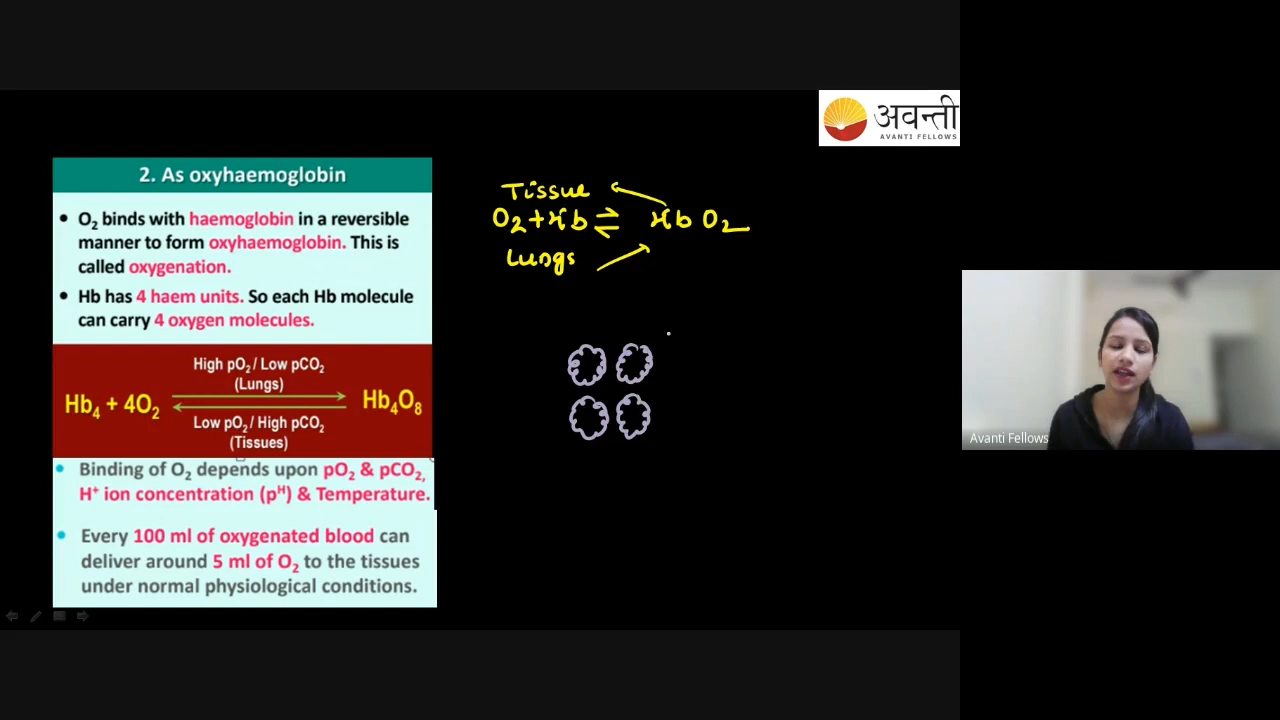 अवन्ती
AVANTI FELLOWS
2. As oxyhaemoglobin
• O₂ binds with haemoglobin in a reversible
manner to form oxyhaemoglobin. This is
called oxygenation.
• Hb has 4 haem units. So each Hb molecule
can carry 4 oxygen molecules.
High pO₂ / Low pCO₂
(Lungs)
Hb₄ + 4O₂
Hb₄O₈
Low pO₂ / High pCO₂
(Tissues)
• Binding of O₂ depends upon pO₂ & pCO₂,
H⁺ ion concentration (pᴴ) & Temperature.
• Every 100 ml of oxygenated blood can
deliver around 5 ml of O₂ to the tissues
under normal physiological conditions.
Tissue
O₂ + Hb ⇌ Hb O₂
Lungs
Avanti Fellows